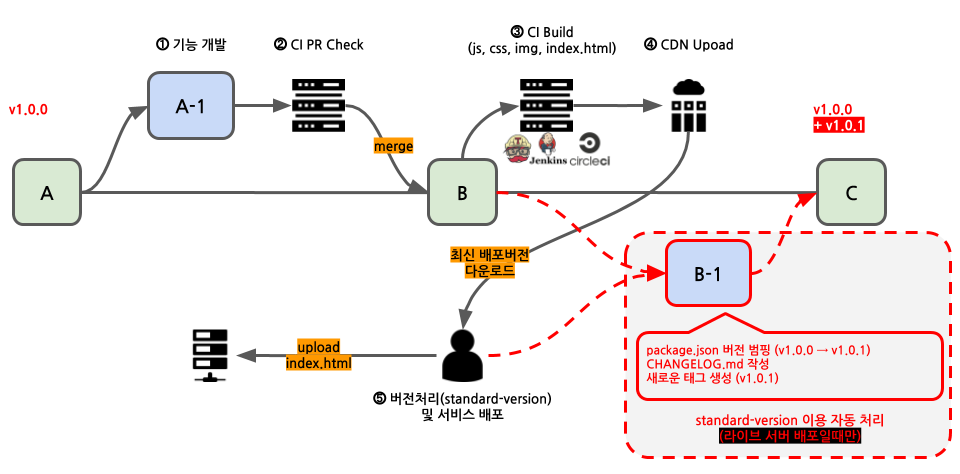 ① 기능 개발
② CI PR Check
③ CI Build
(js, css, img, index.html)
④ CDN Upoad
v1.0.0
A-1
merge
Jenkins
circleci
v1.0.0
+ v1.0.1
A
B
C
최신 배포버전
다운로드
B-1
upload
index.html
package.json 버전 범핑 (v1.0.0 → v1.0.1)
CHANGELOG.md 작성
새로운 태그 생성 (v1.0.1)
⑤ 버전처리(standard-version)
및 서비스 배포
standard-version 이용 자동 처리
(라이브 서버 배포일때만)